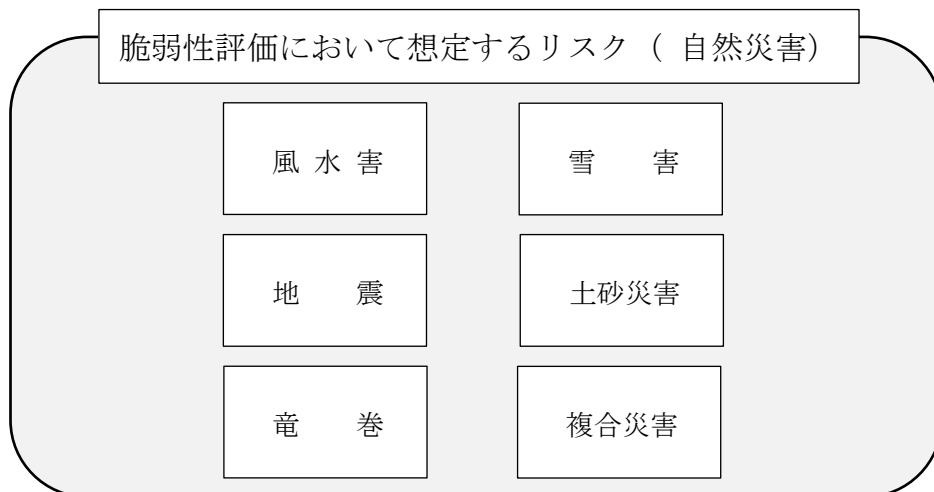 脆弱性評価において想定するリスク（ 自然災害）
風 水 害
雪　　害
地　　震
土砂災害
竜　　巻
複合災害